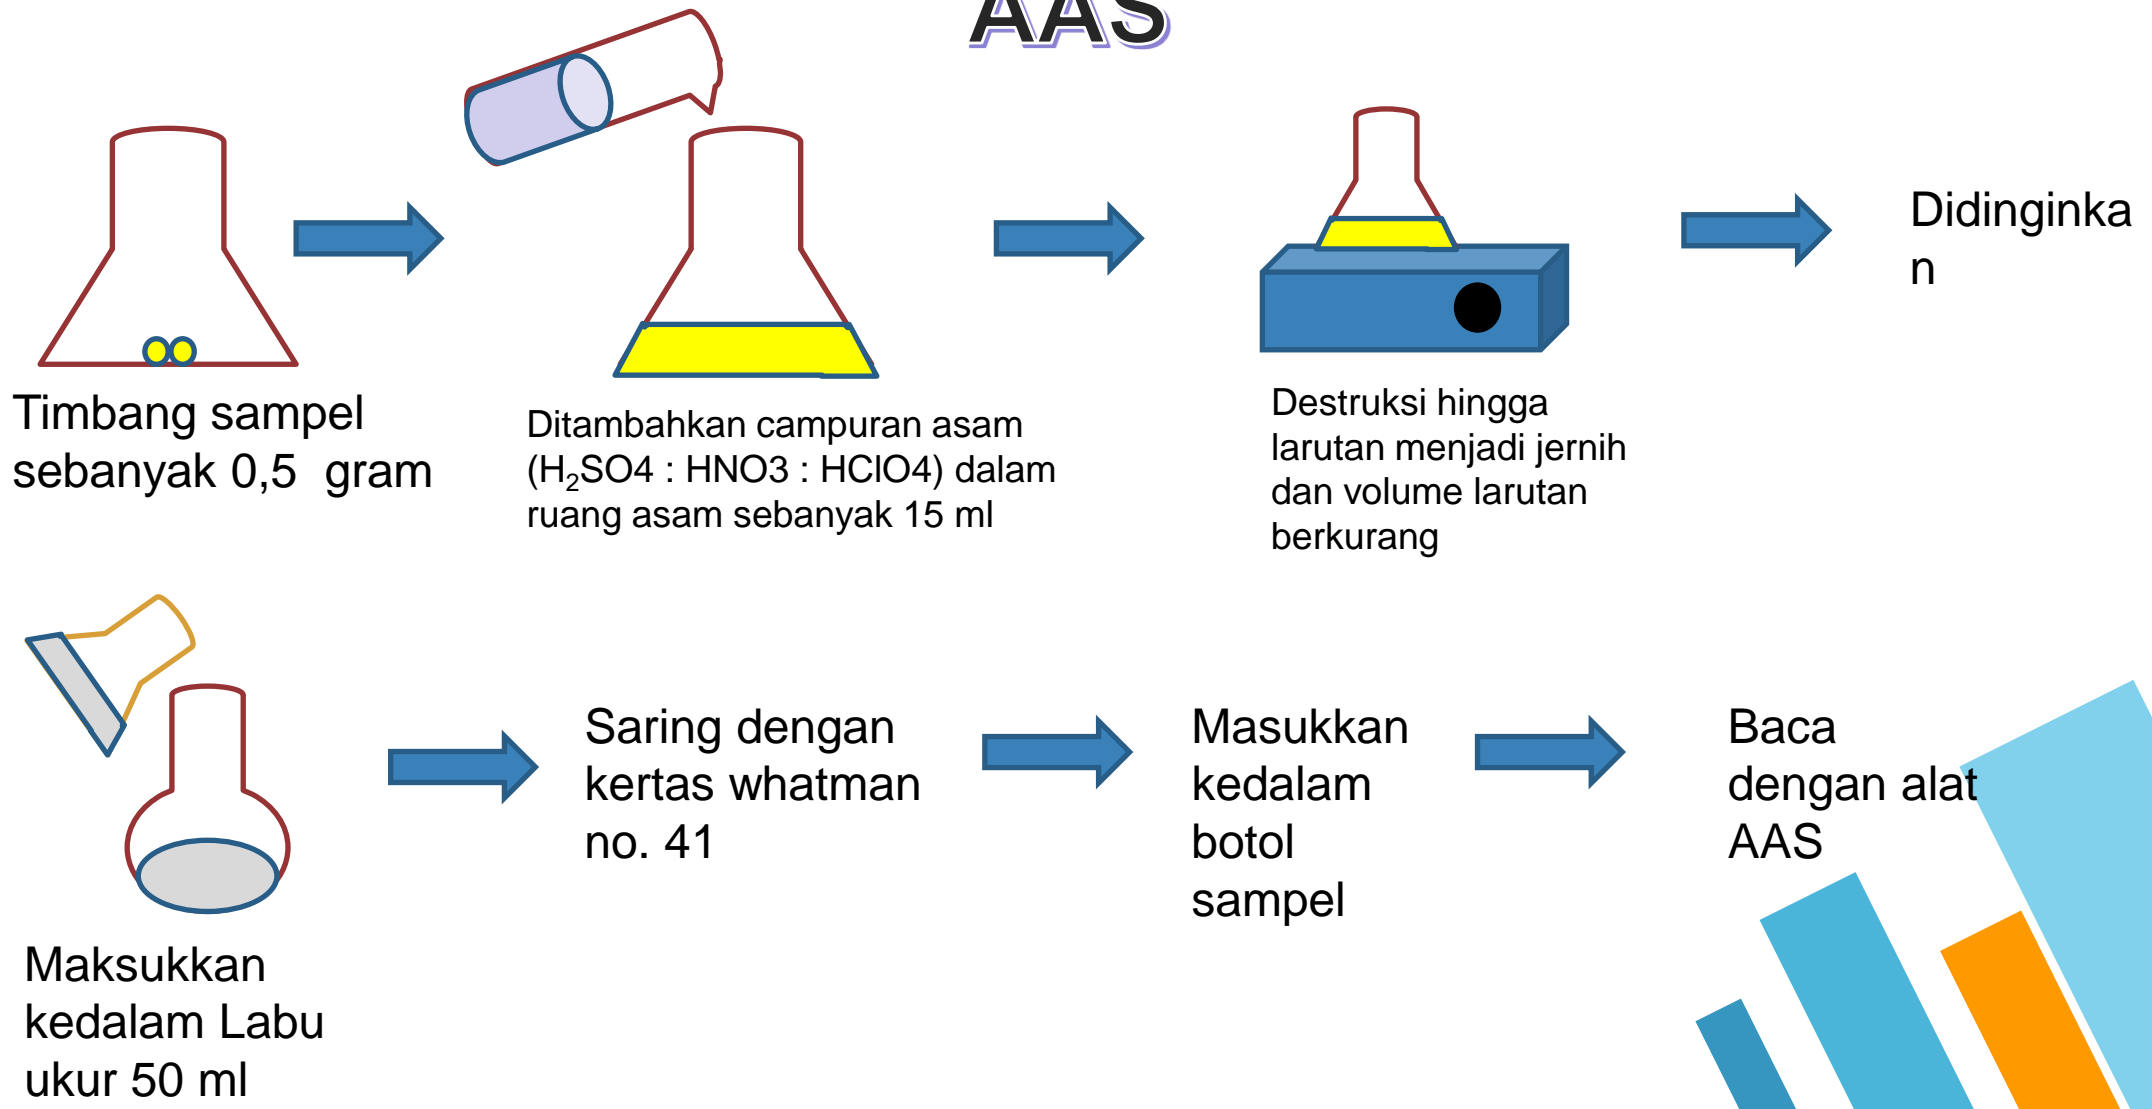 AAS
Timbang sampel
sebanyak 0,5 gram
Ditambahkan campuran asam
(H₂SO4 : HNO3 : HClO4) dalam
ruang asam sebanyak 15 ml
Destruksi hingga
larutan menjadi jernih
dan volume larutan
berkurang
Didinginka
n
Maksukkan
kedalam Labu
ukur 50 ml
Saring dengan
kertas whatman
no. 41
Masukkan
kedalam
botol
sampel
Baca
dengan alat
AAS